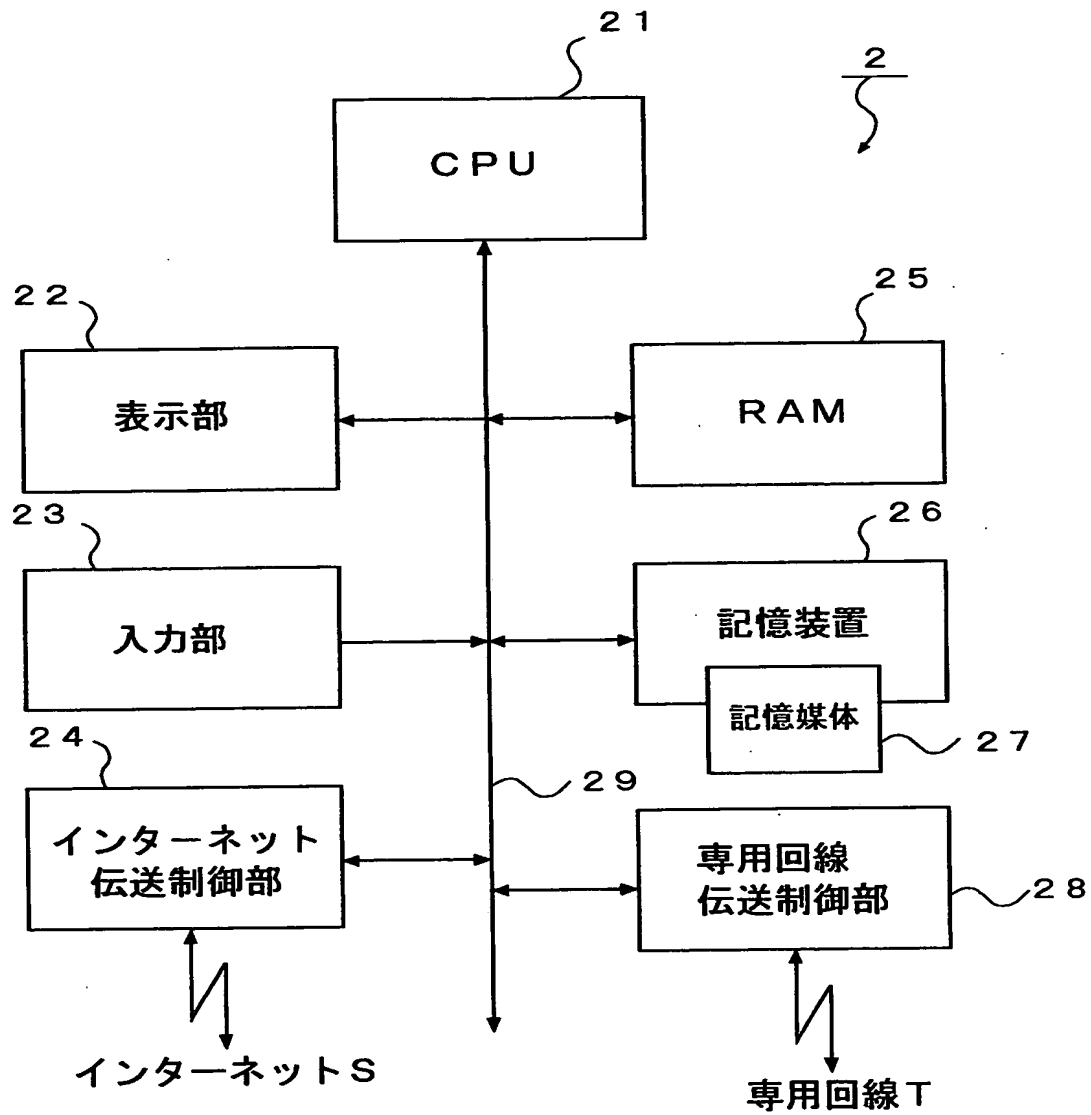 21
2
CPU
22
25
表示部
RAM
23
26
入力部
記憶装置
記憶媒体
27
24
29
インターネット
伝送制御部
専用回線
伝送制御部
28
インターネットS
専用回線T